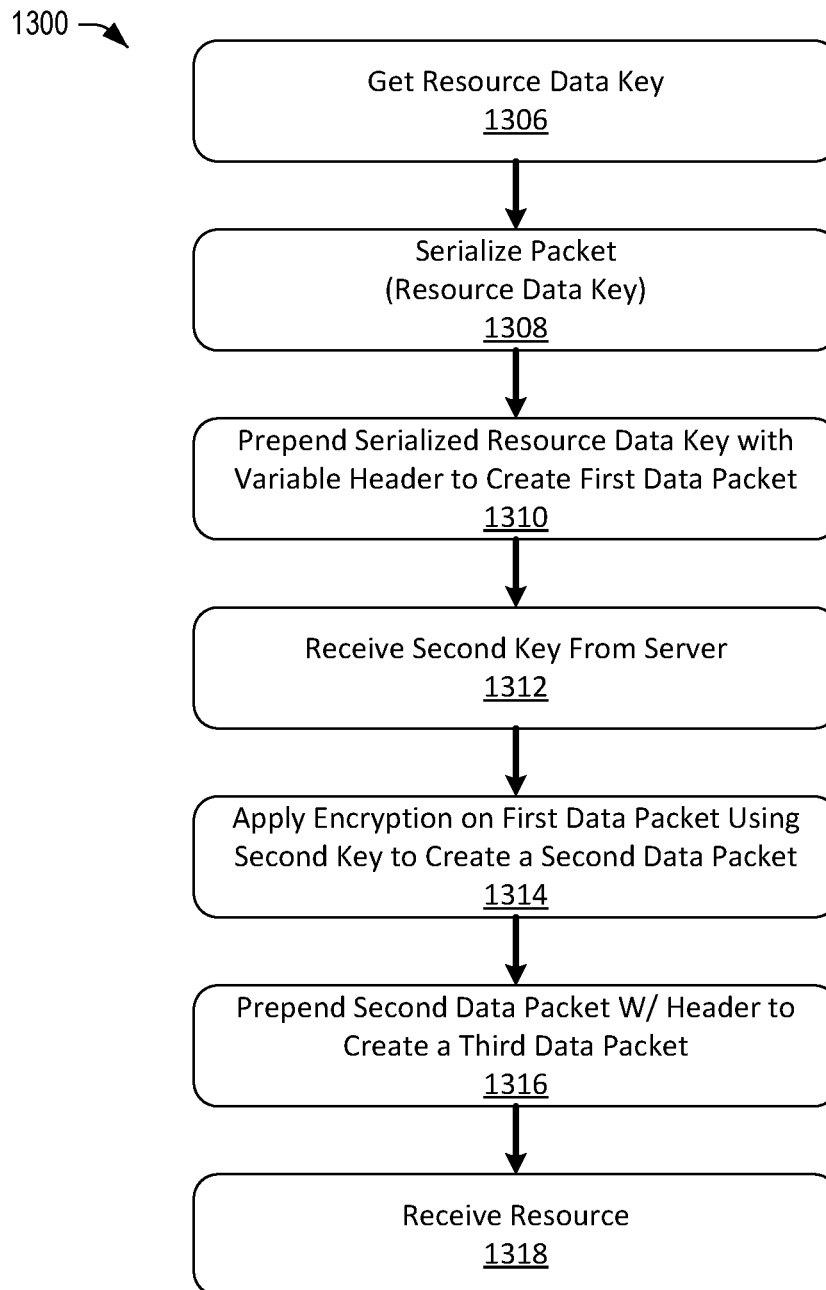 1300
Get Resource Data Key
1306
Serialize Packet
(Resource Data Key)
1308
Prepend Serialized Resource Data Key with
Variable Header to Create First Data Packet
1310
Receive Second Key From Server
1312
Apply Encryption on First Data Packet Using
Second Key to Create a Second Data Packet
1314
Prepend Second Data Packet W/ Header to
Create a Third Data Packet
1316
Receive Resource
1318